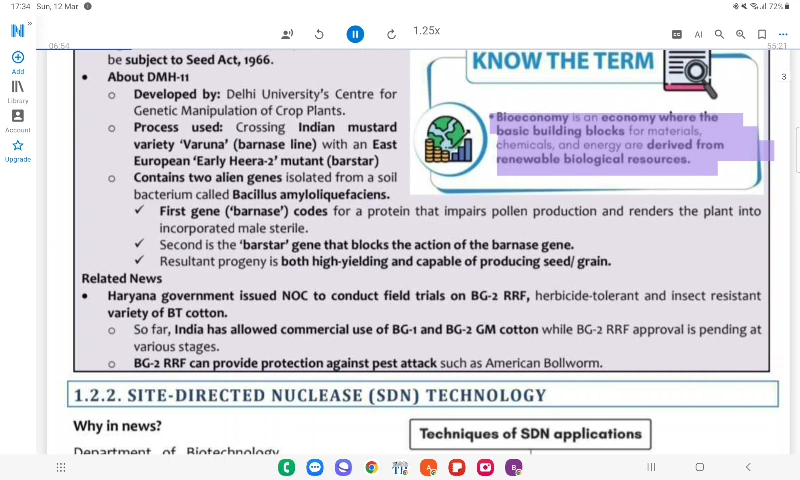 17:34 Sun, 12 Mar
72%
1.25x
AI
06:54
55:21
Add
Library
Account
Upgrade
3
be subject to Seed Act, 1966.
• About DMH-11
o Developed by: Delhi University's Centre for
Genetic Manipulation of Crop Plants.
o Process used: Crossing Indian mustard
variety 'Varuna' (barnase line) with an East
European 'Early Heera-2' mutant (barstar)
o Contains two alien genes isolated from a soil
bacterium called Bacillus amyloliquefaciens.
✓ First gene ('barnase') codes for a protein that impairs pollen production and renders the plant into
incorporated male sterile.
✓ Second is the 'barstar' gene that blocks the action of the barnase gene.
✓ Resultant progeny is both high-yielding and capable of producing seed/ grain.
KNOW THE TERM
• Bioeconomy is an economy where the
basic building blocks for materials,
chemicals, and energy are derived from
renewable biological resources.
Related News
• Haryana government issued NOC to conduct field trials on BG-2 RRF, herbicide-tolerant and insect resistant
variety of BT cotton.
o So far, India has allowed commercial use of BG-1 and BG-2 GM cotton while BG-2 RRF approval is pending at
various stages.
o BG-2 RRF can provide protection against pest attack such as American Bollworm.
1.2.2. SITE-DIRECTED NUCLEASE (SDN) TECHNOLOGY
Why in news?
Department of Biotechnology
Techniques of SDN applications